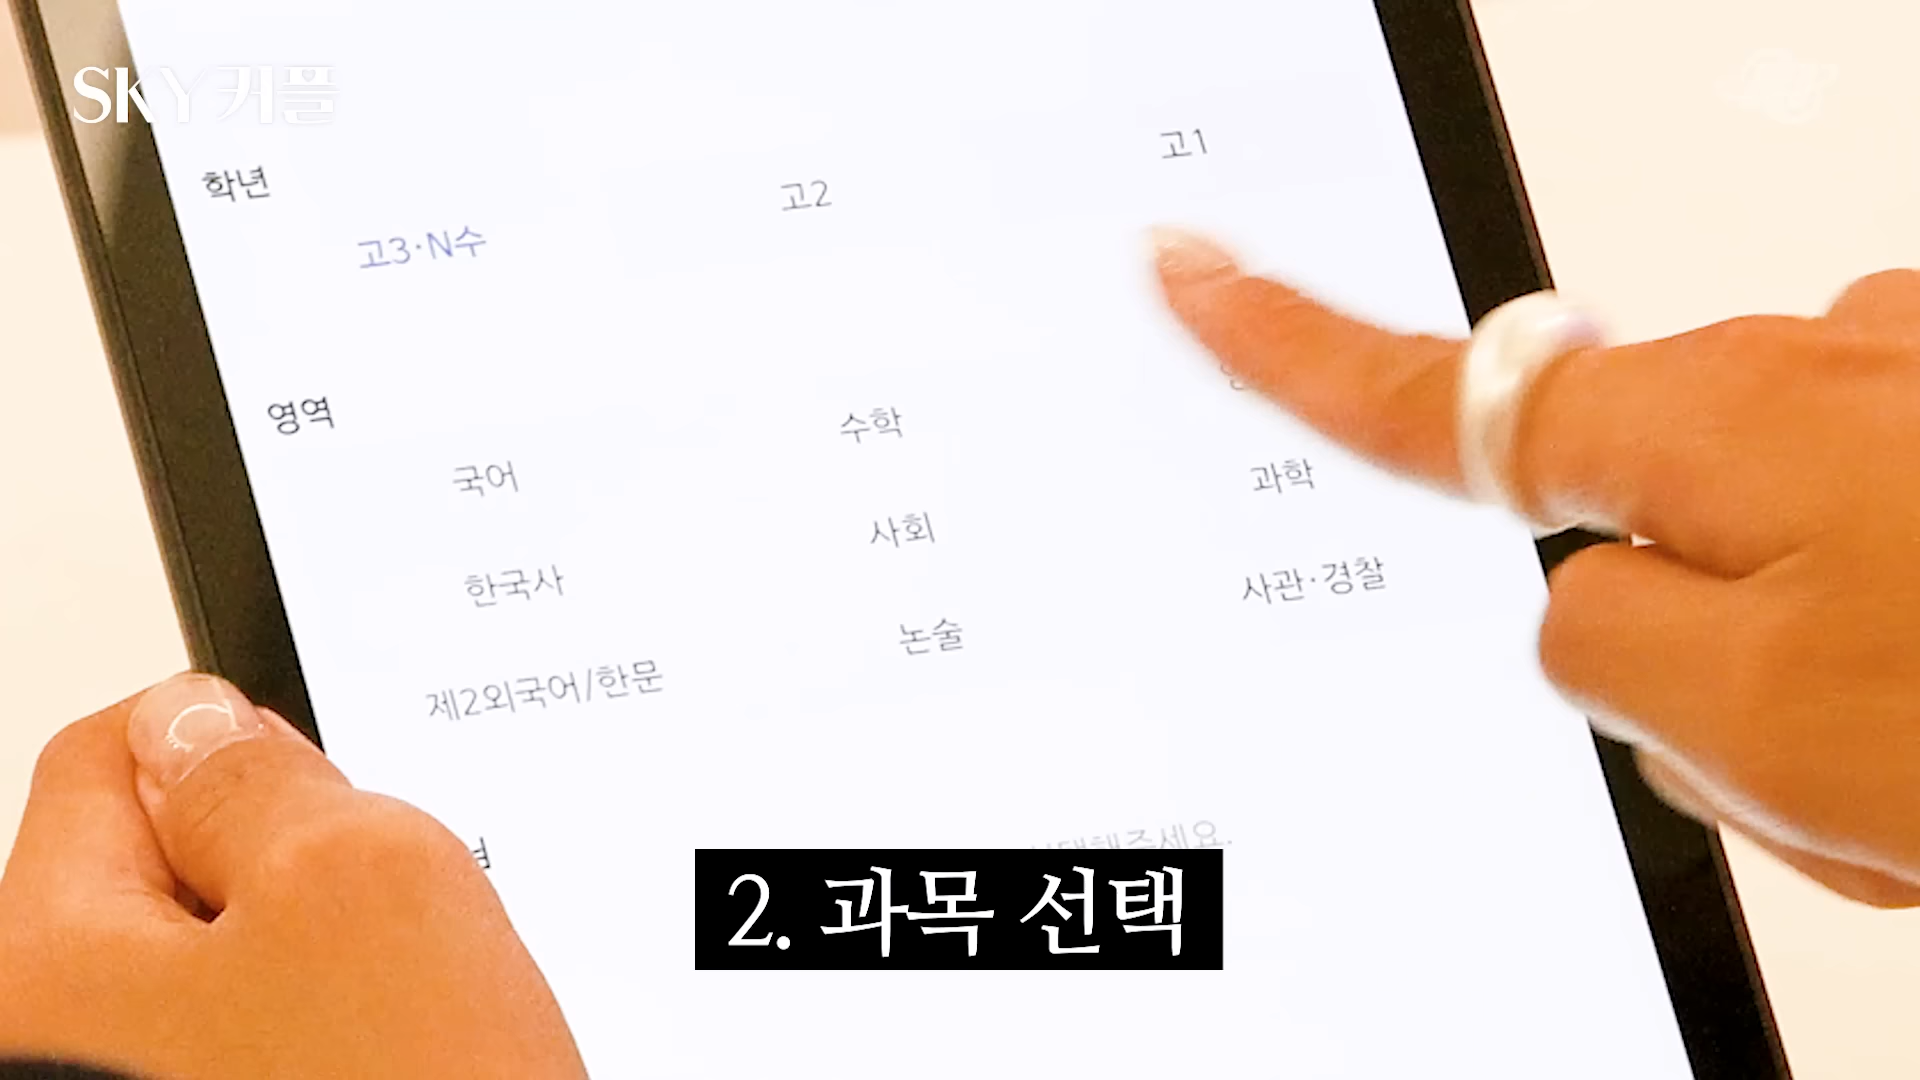 SKY커플
학년
고3·N수
고2
고1
영역
국어
수학
한국사
사회
과학
제2외국어/한문
논술
사관·경찰
2. 과목 선택